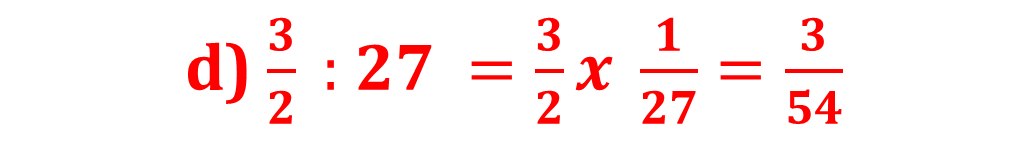 d) 3/2 : 27 = 3/2 x 1/27 = 3/54